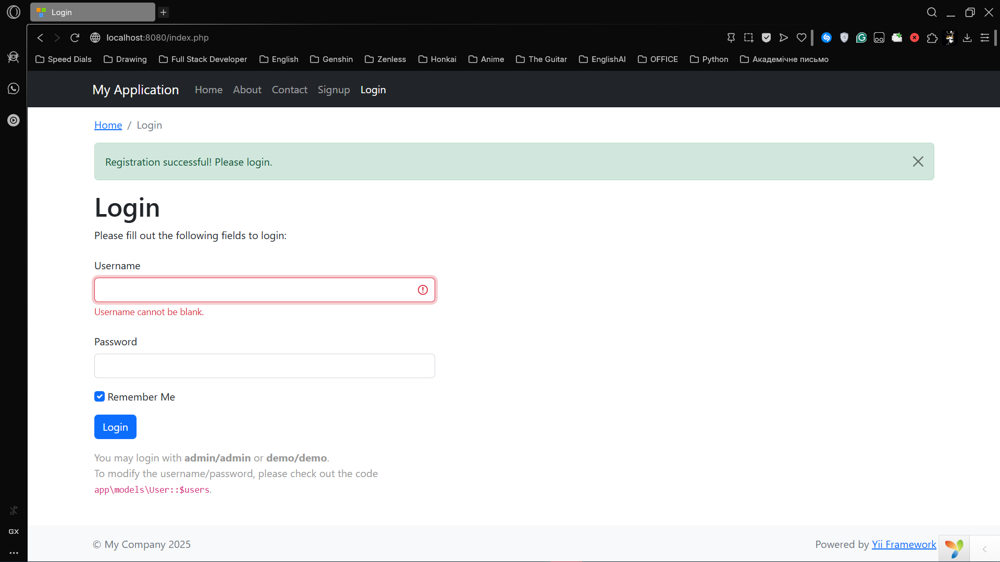 Login
localhost:8080/index.php
Speed Dials Drawing Full Stack Developer English Genshin Zenless Honkai Anime The Guitar EnglishAI OFFICE Python Академічне письмо
My Application Home About Contact Signup Login
Home / Login
Registration successful! Please login.
Login
Please fill out the following fields to login:
Username
Username cannot be blank.
Password
Remember Me
Login
You may login with admin/admin or demo/demo.
To modify the username/password, please check out the code
app\models\User::$users.
GX
© My Company 2025
Powered by Yii Framework